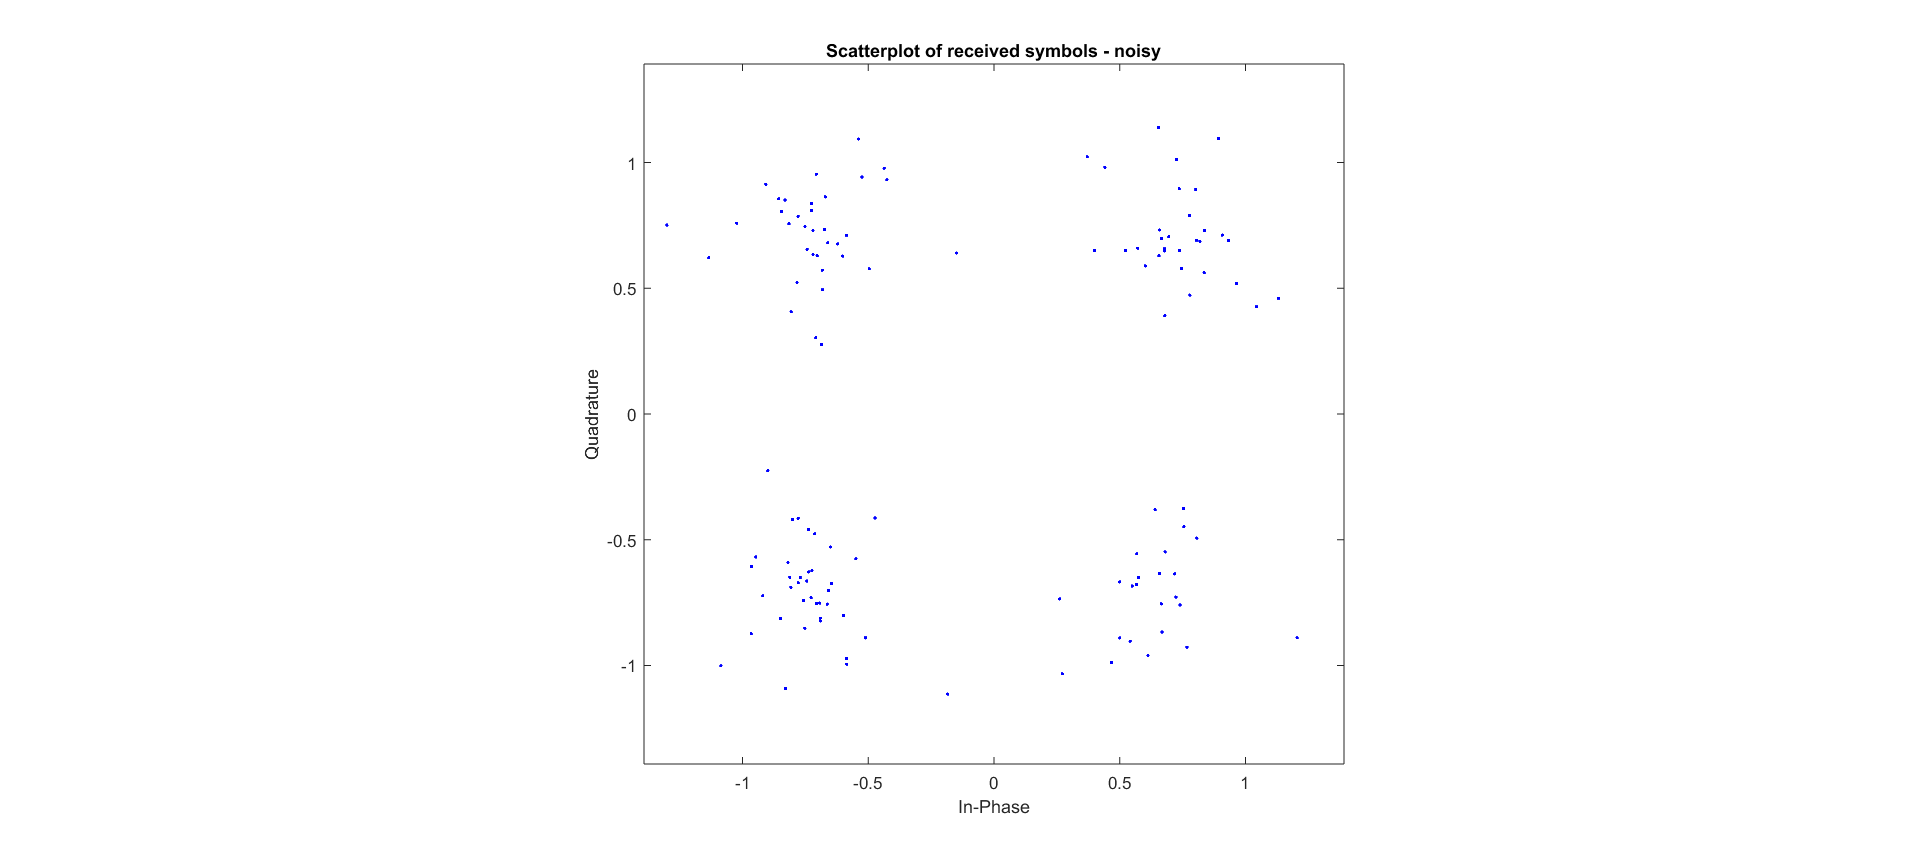 Scatterplot of received symbols - noisy
1
0.5
0
-0.5
-1
Quadrature
-1 -0.5 0 0.5 1
In-Phase